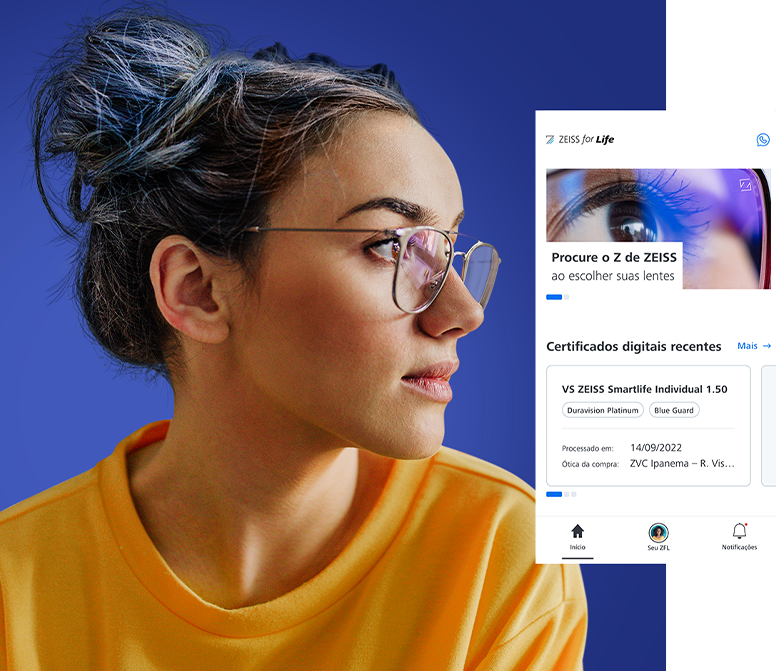 ZEISS for Life
Procure o Z de ZEISS
ao escolher suas lentes
Certificados digitais recentes
Mais →
VS ZEISS Smartlife Individual 1.50
Duravision Platinum
Blue Guard
Processado em: 14/09/2022
Ótica da compra: ZVC Ipanema – R. Vis...
Início
Seu ZFL
Notificações